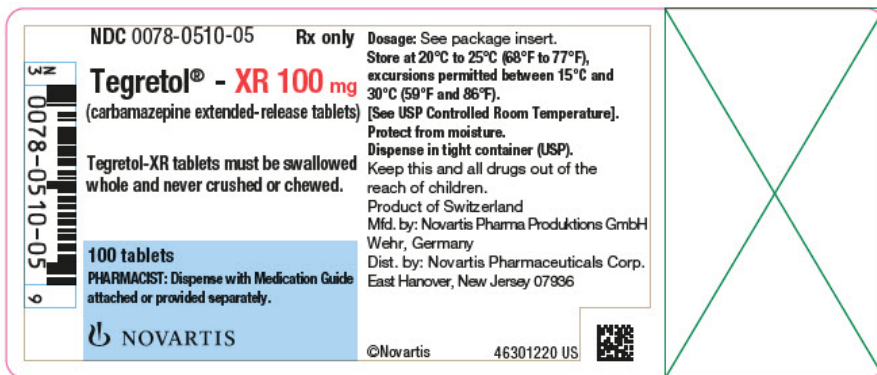 NDC 0078-0510-05 Rx only
Tegretol® - XR 100 mg
(carbamazepine extended-release tablets)
Tegretol-XR tablets must be swallowed
whole and never crushed or chewed.
100 tablets
PHARMACIST: Dispense with Medication Guide
attached or provided separately.
NOVARTIS
N
3 0078-0510-05 9
Dosage: See package insert.
Store at 20°C to 25°C (68°F to 77°F),
excursions permitted between 15°C and
30°C (59°F and 86°F).
[See USP Controlled Room Temperature].
Protect from moisture.
Dispense in tight container (USP).
Keep this and all drugs out of the
reach of children.
Product of Switzerland
Mfd. by: Novartis Pharma Produktions GmbH
Wehr, Germany
Dist. by: Novartis Pharmaceuticals Corp.
East Hanover, New Jersey 07936
©Novartis 46301220 US